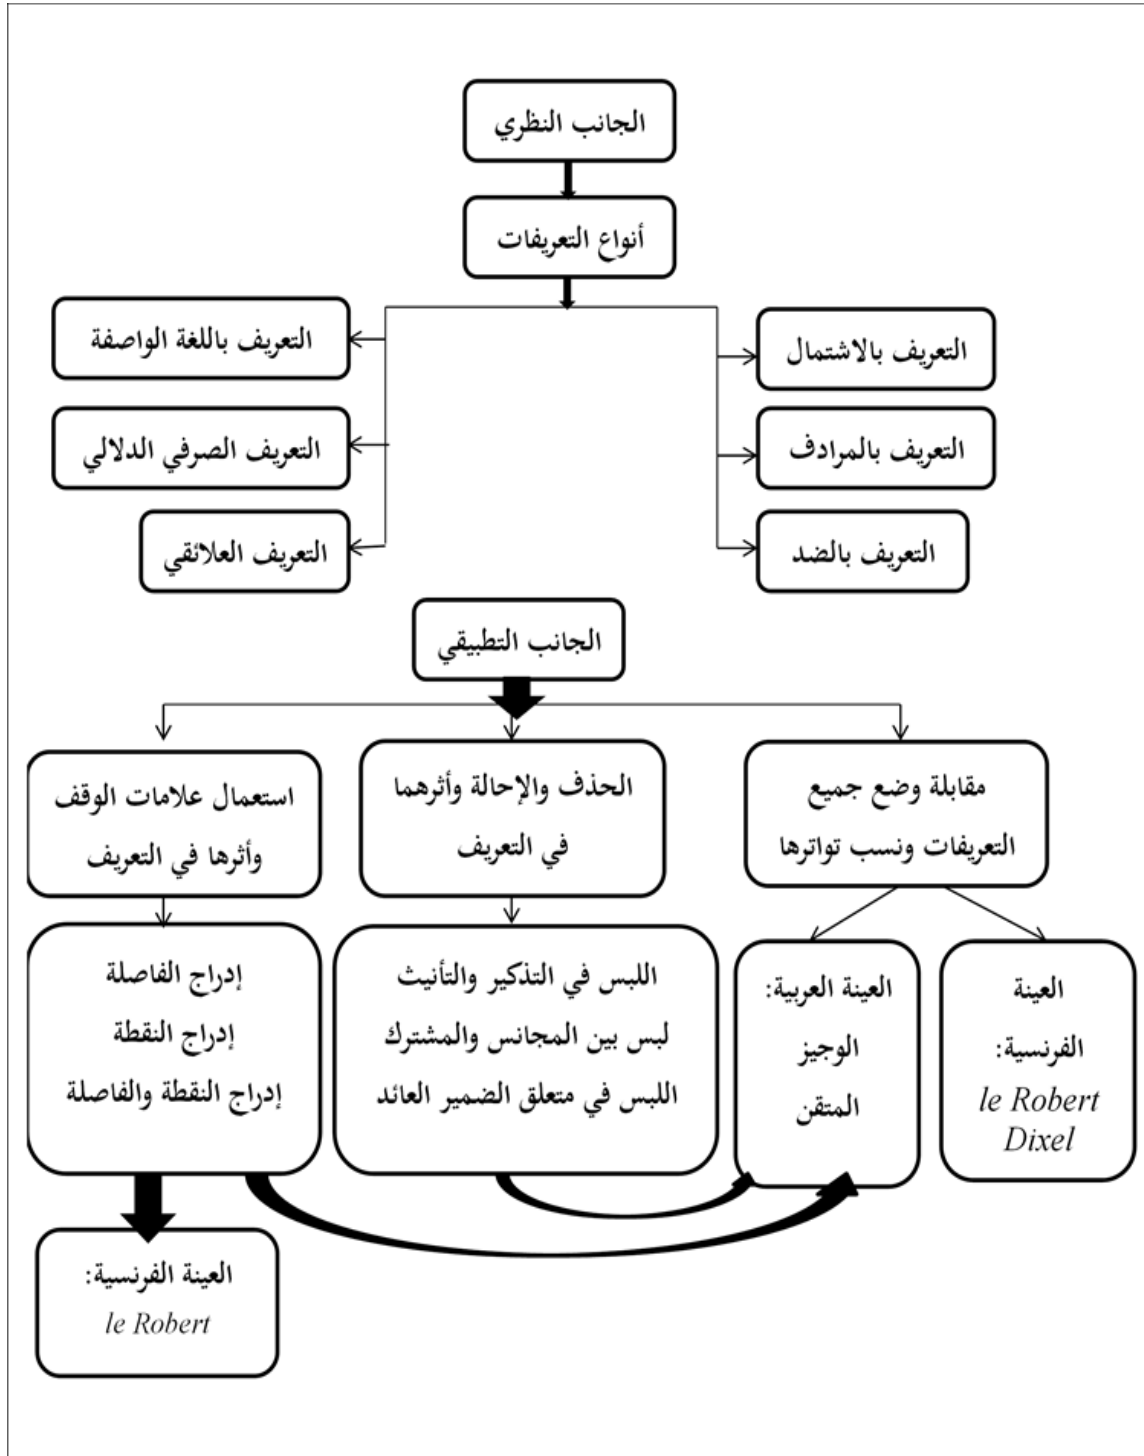 الجانب النظري
أنواع التعريفات
التعريف بالاشتمال
التعريف بالمرادف
التعريف بالضد
التعريف باللغة الواصفة
التعريف الصرفي الدلالي
التعريف العلائقي
الجانب التطبيقي
مقابلة وضع جميع
التعريفات ونسب تواترها
الحذف والإحالة وأثرهما
في التعريف
استعمال علامات الوقف
وأثرها في التعريف
العينة
الفرنسية:
le Robert
Dixel
العينة العربية:
الوجيز
المتقن
اللبس في التذكير والتأنيث
لبس بين المجانس والمشترك
اللبس في متعلق الضمير العائد
إدراج الفاصلة
إدراج النقطة
إدراج النقطة والفاصلة
العينة الفرنسية:
le Robert